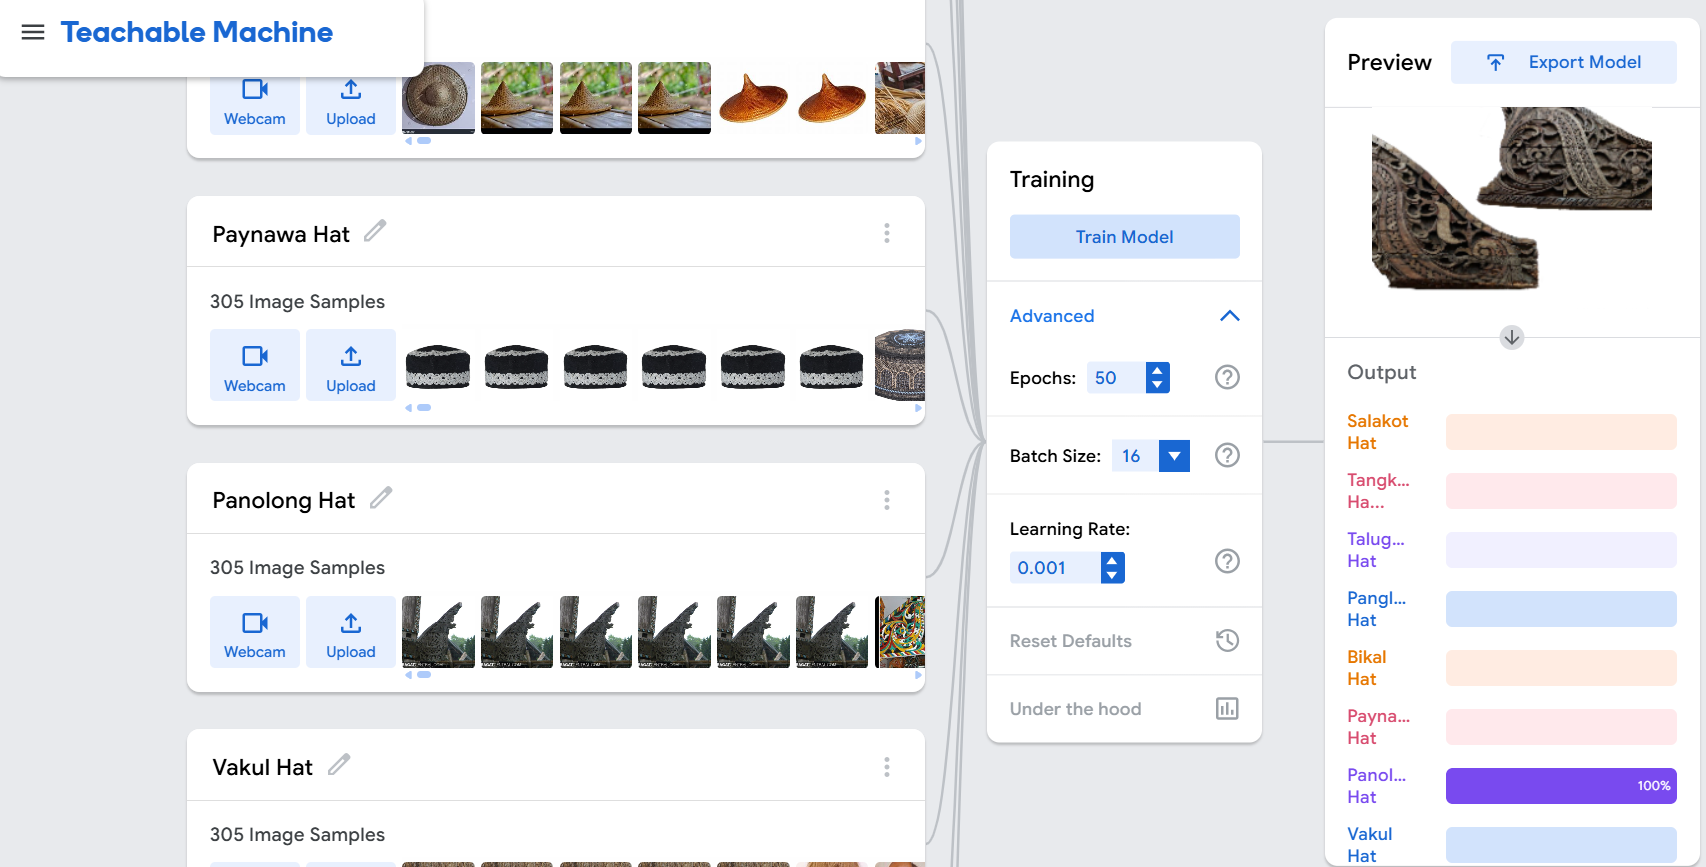 Teachable Machine
Webcam
Upload
Paynawa Hat
305 Image Samples
Webcam
Upload
Panolong Hat
305 Image Samples
Webcam
Upload
Vakul Hat
305 Image Samples
Training
Train Model
Advanced
Epochs:
50
Batch Size:
16
Learning Rate:
0.001
Reset Defaults
Under the hood
Preview
Export Model
Output
Salakot
Hat
Tangk...
Ha...
Talug...
Hat
Pangl...
Hat
Bikal
Hat
Payna...
Hat
Panol...
Hat
100%
Vakul
Hat